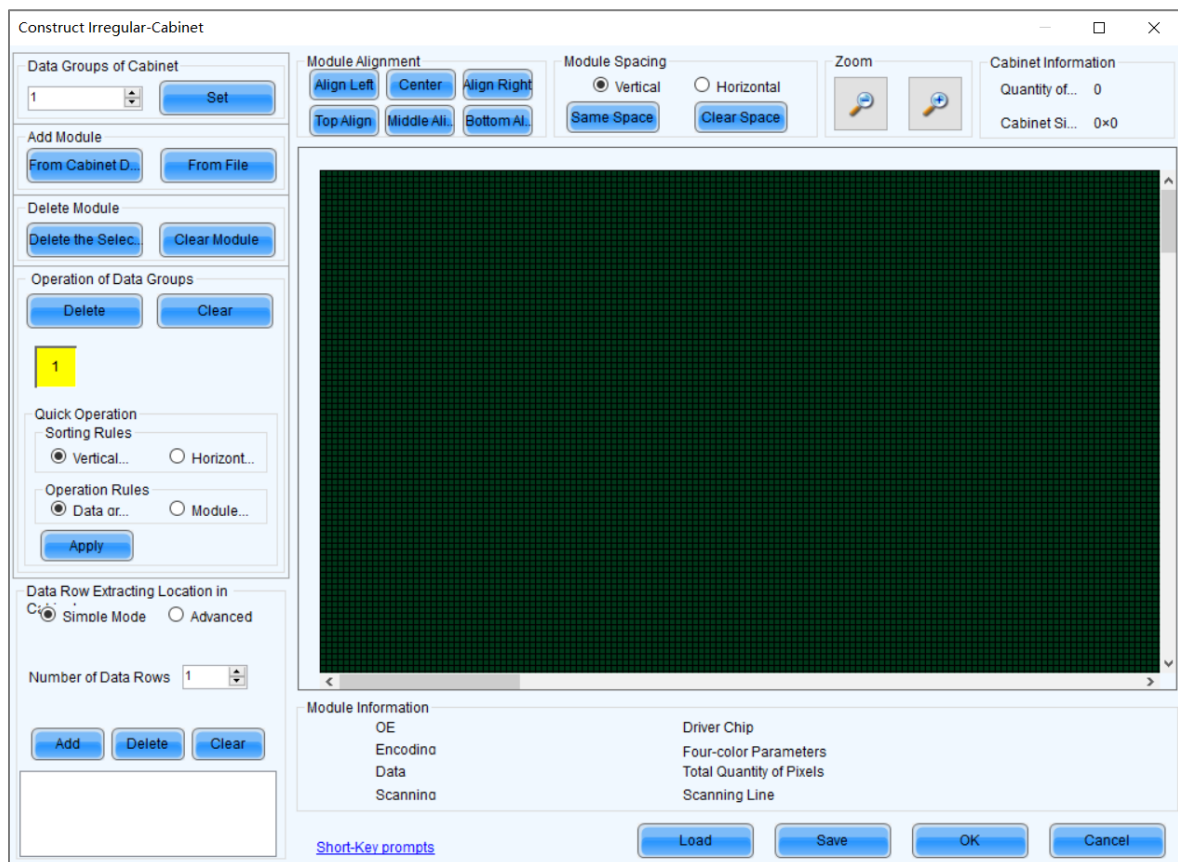 Construct Irregular-Cabinet
Data Groups of Cabinet
1
Set
Add Module
From Cabinet D...
From File
Delete Module
Delete the Selec...
Clear Module
Operation of Data Groups
Delete
Clear
1
Quick Operation
Sorting Rules
Vertical...
Horizont...
Operation Rules
Data gr...
Module...
Apply
Data Row Extracting Location in
Simple Mode
Advanced
Number of Data Rows
1
Add
Delete
Clear
Module Alignment
Align Left
Center
Align Right
Top Align
Middle Ali...
Bottom Al...
Module Spacing
Vertical
Horizontal
Same Space
Clear Space
Zoom
Cabinet Information
Quantity of... 0
Cabinet Si... 0×0
Module Information
OE
Driver Chip
Encoding
Four-color Parameters
Data
Total Quantity of Pixels
Scanning
Scanning Line
Short-Key prompts
Load
Save
OK
Cancel